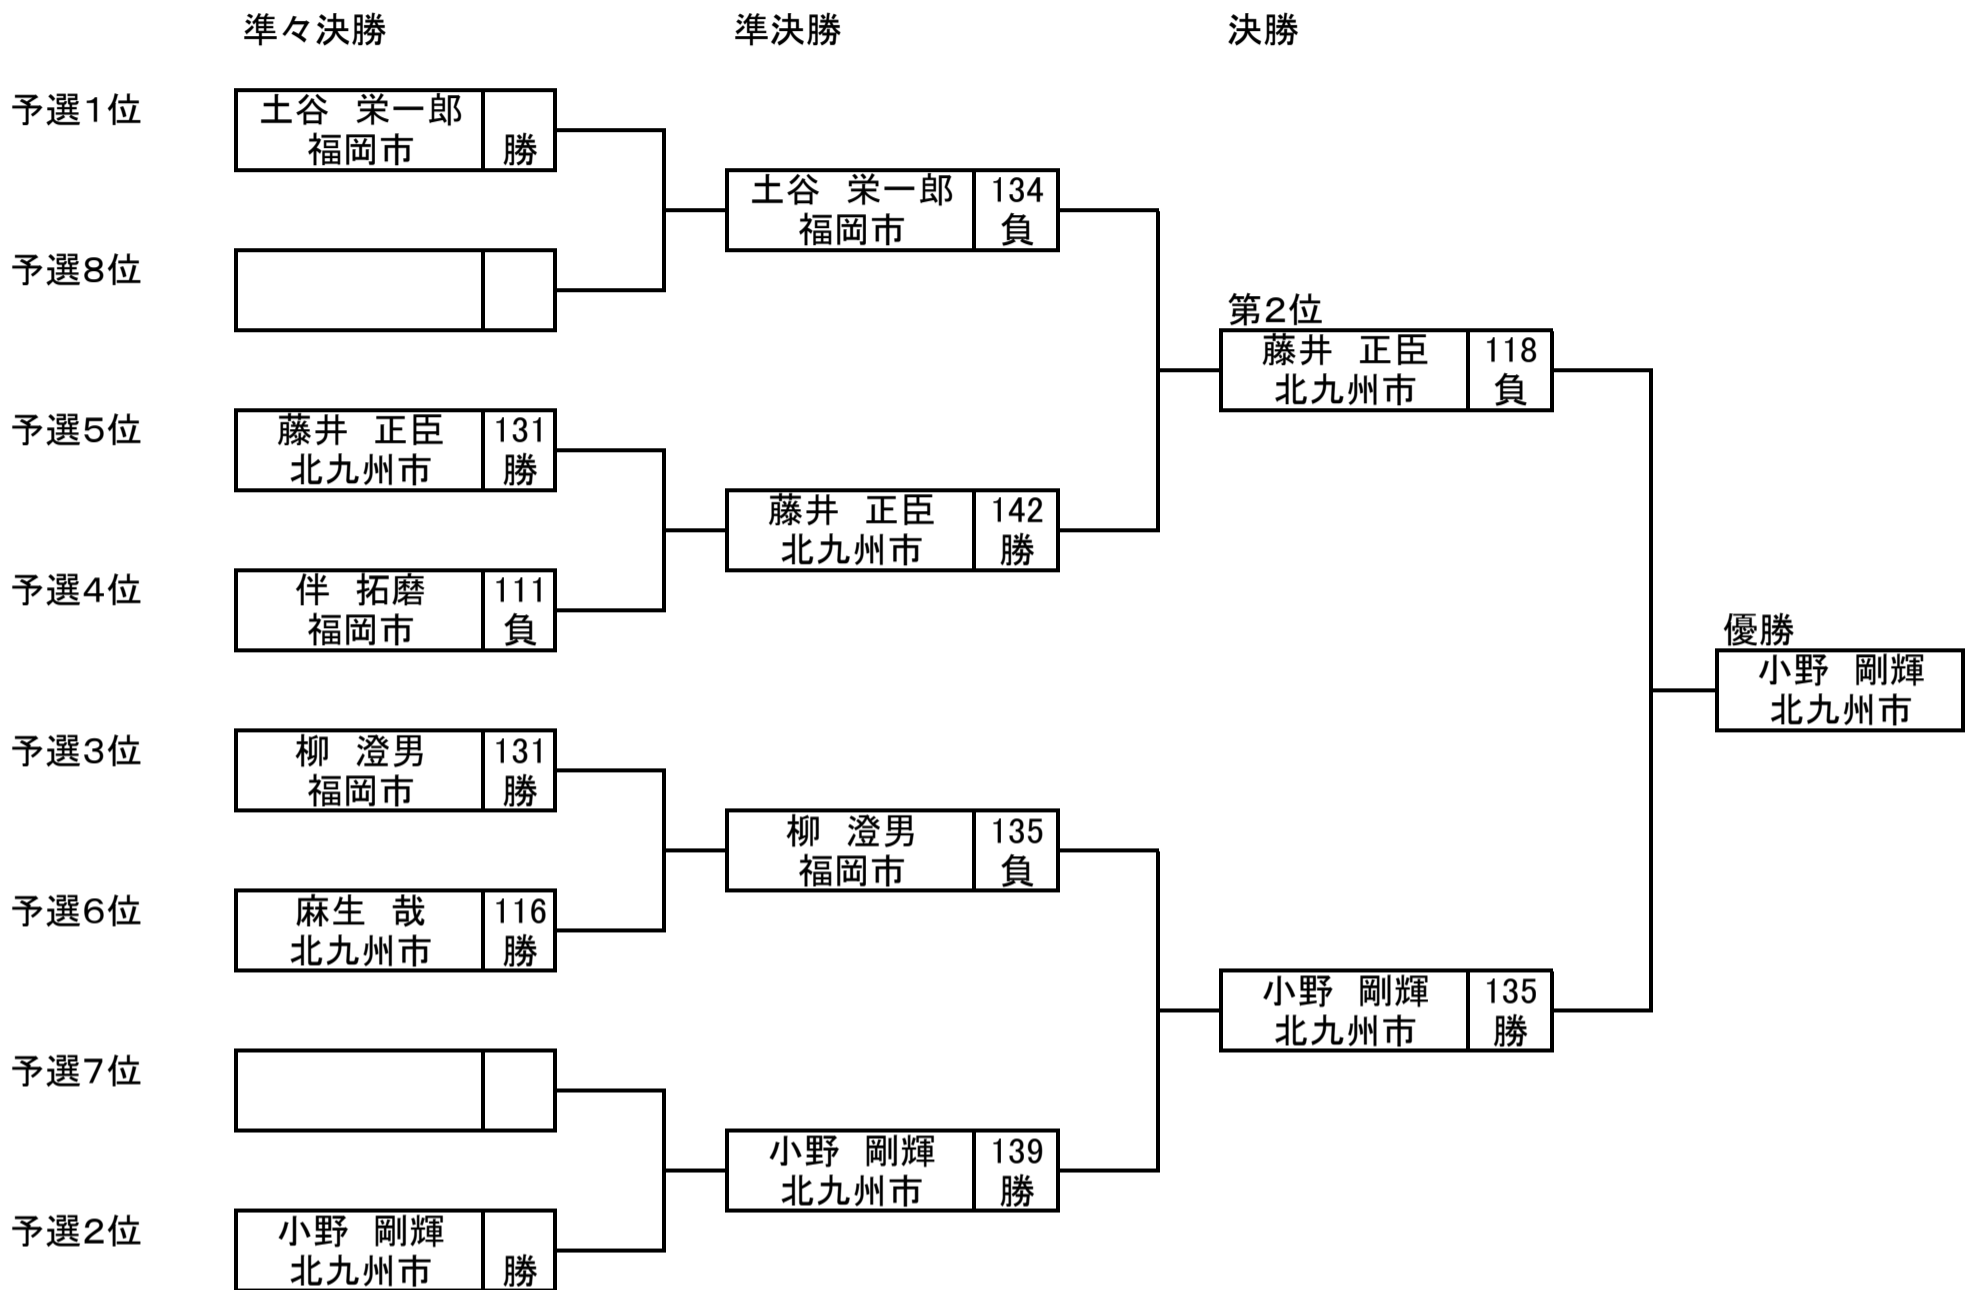 準々決勝 準決勝 決勝
予選1位
土谷 栄一郎
福岡市 勝
土谷 栄一郎 134
福岡市 負
予選8位
第2位
藤井 正臣 118
北九州市 負
予選5位
藤井 正臣 131
北九州市 勝
藤井 正臣 142
北九州市 勝
予選4位
伴 拓磨 111
福岡市 負
優勝
小野 剛輝
北九州市
予選3位
柳 澄男 131
福岡市 勝
柳 澄男 135
福岡市 負
予選6位
麻生 哉 116
北九州市 勝
小野 剛輝 135
北九州市 勝
予選7位
小野 剛輝 139
北九州市 勝
予選2位
小野 剛輝
北九州市 勝